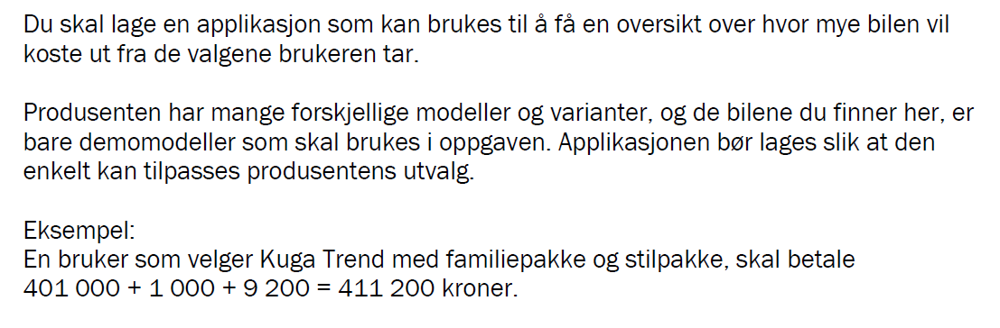 Du skal lage en applikasjon som kan brukes til å få en oversikt over hvor mye bilen vil
koste ut fra de valgene brukeren tar.
Produsenten har mange forskjellige modeller og varianter, og de bilene du finner her, er
bare demomodeller som skal brukes i oppgaven. Applikasjonen bør lages slik at den
enkelt kan tilpasses produsentens utvalg.
Eksempel:
En bruker som velger Kuga Trend med familiepakke og stilpakke, skal betale
401 000 + 1 000 + 9 200 = 411 200 kroner.